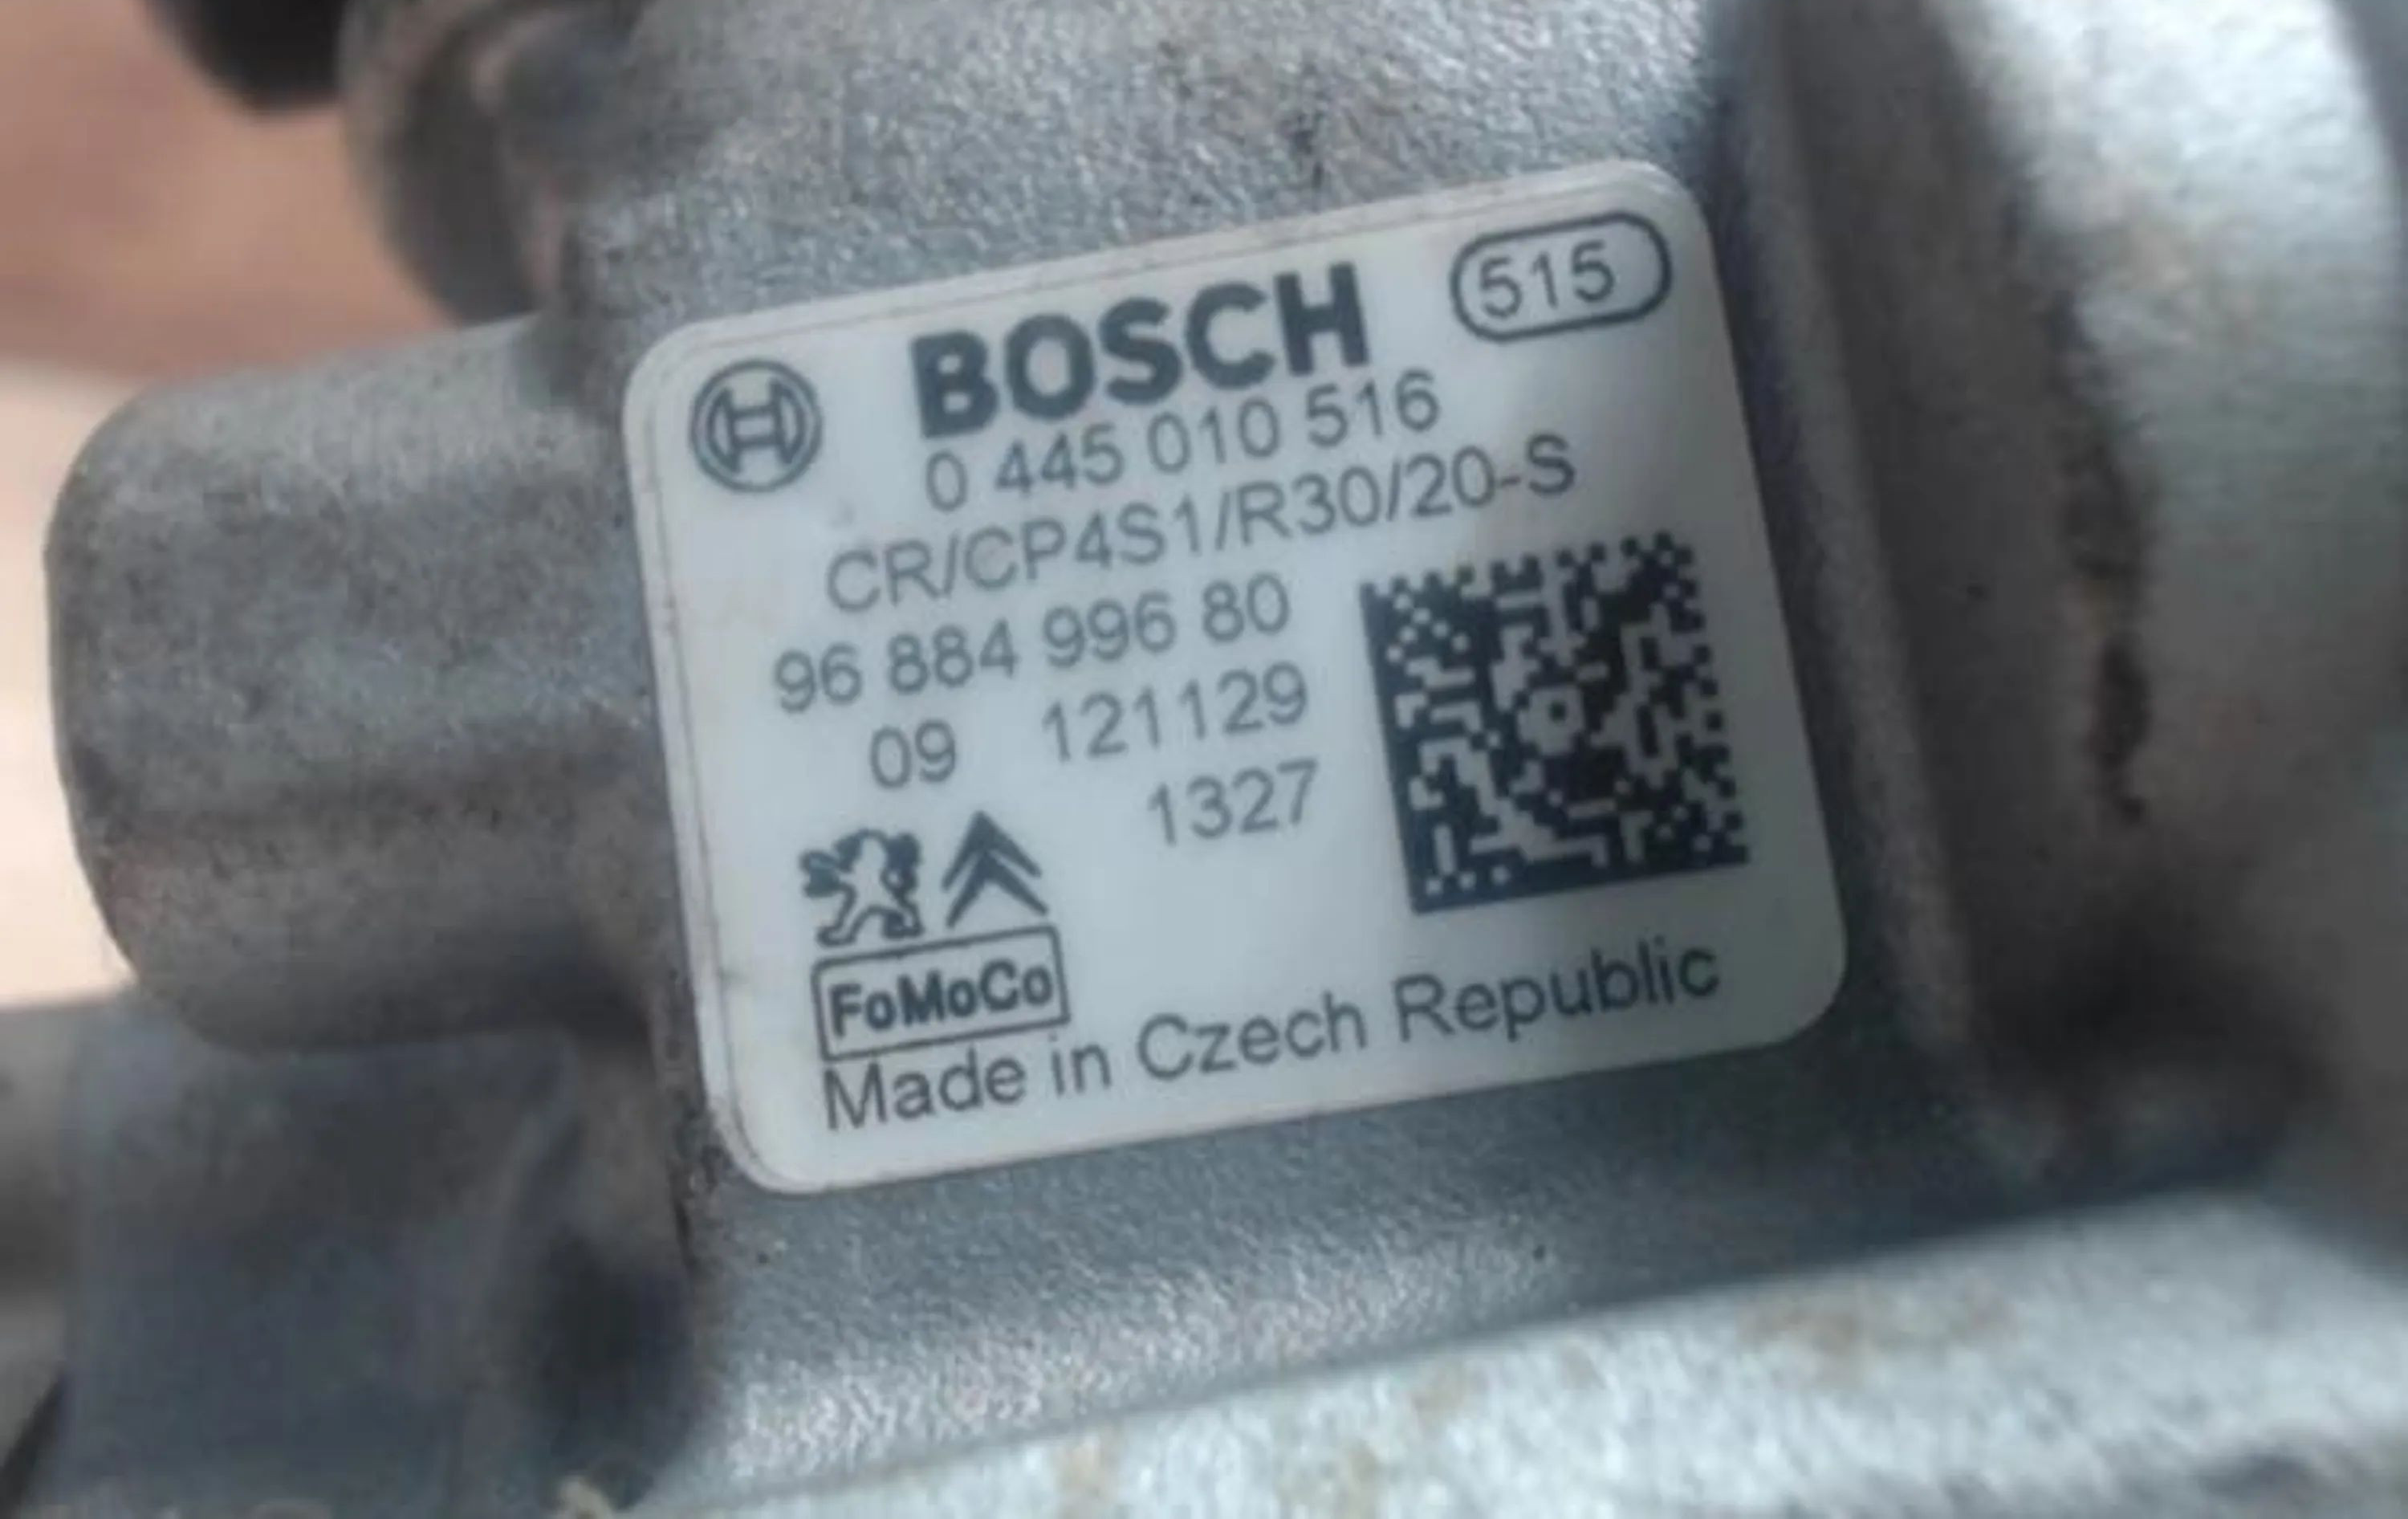 BOSCH 515
0 445 010 516
CR/CP4S1/R30/20-S
96 884 996 80
09 121129
1327
FoMoCo
Made in Czech Republic